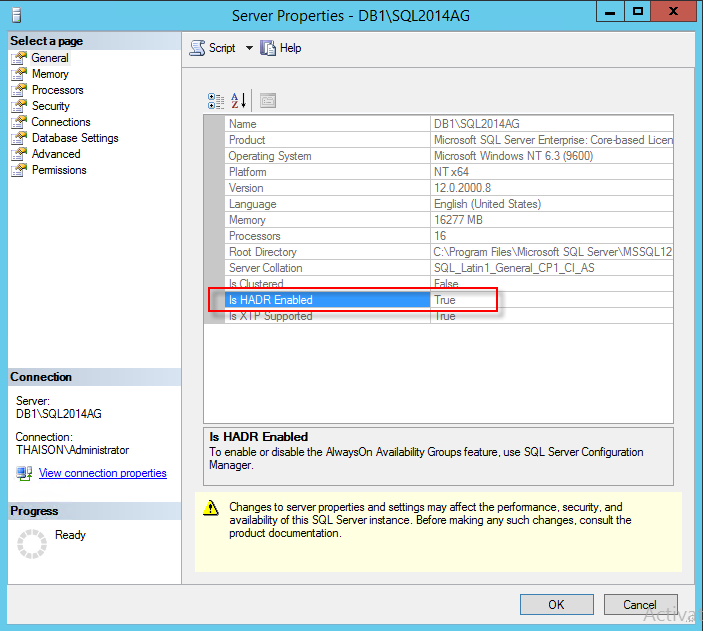 Server Properties - DB1\SQL2014AG
Select a page
General
Memory
Processors
Security
Connections
Database Settings
Advanced
Permissions
Script
Help
Name DB1\SQL2014AG
Product Microsoft SQL Server Enterprise: Core-based Licen
Operating System Microsoft Windows NT 6.3 (9600)
Platform NT x64
Version 12.0.2000.8
Language English (United States)
Memory 16277 MB
Processors 16
Root Directory C:\Program Files\Microsoft SQL Server\MSSQL12
Server Collation SQL_Latin1_General_CP1_CI_AS
Is Clustered False
Is HADR Enabled True
Is XTP Supported True
Connection
Server:
DB1\SQL2014AG
Connection:
THAISON\Administrator
View connection properties
Progress
Ready
Is HADR Enabled
To enable or disable the AlwaysOn Availability Groups feature, use SQL Server Configuration
Manager.
Changes to server properties and settings may affect the performance, security, and
availability of this SQL Server instance. Before making any such changes, consult the
product documentation.
OK
Cancel
Activa